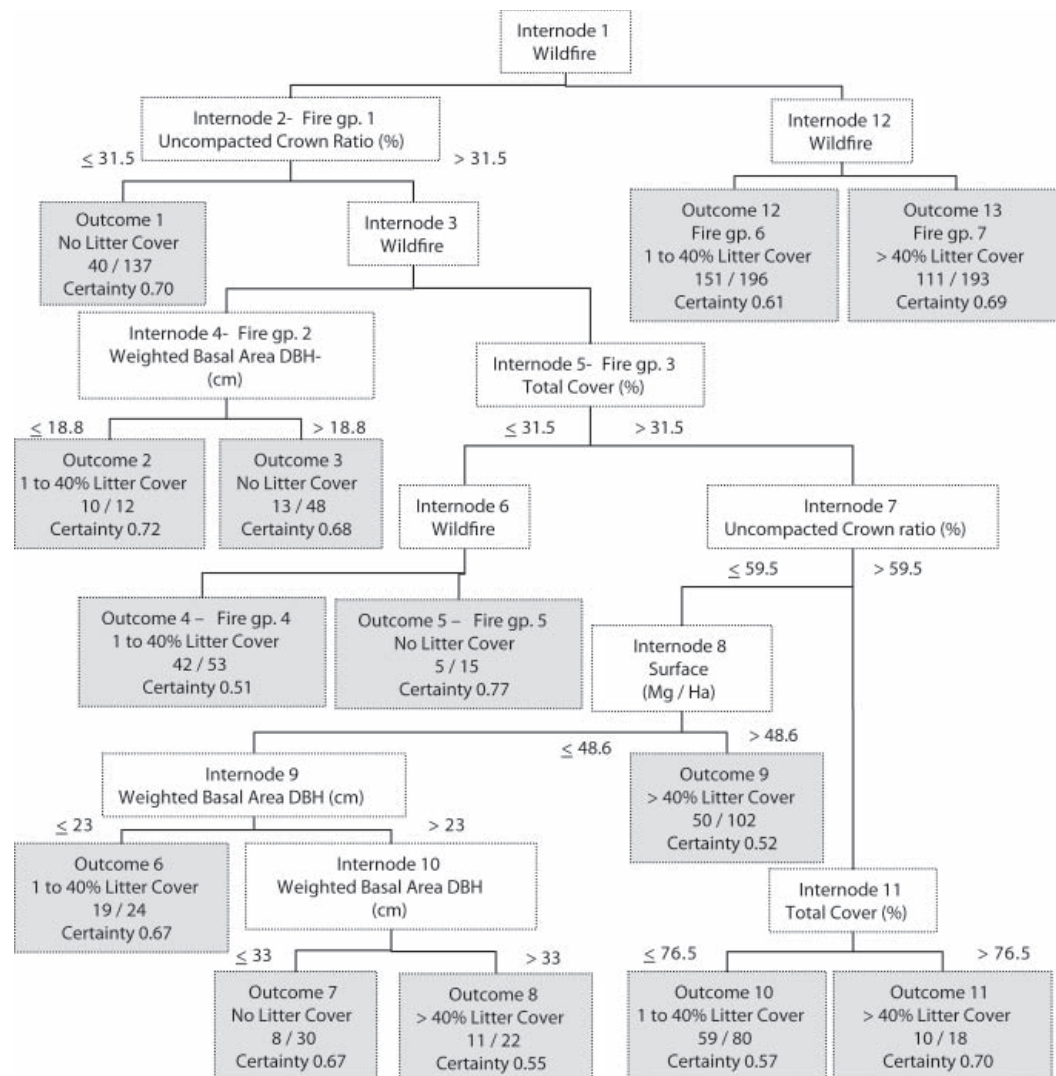 Internode 1
Wildfire
Internode 2- Fire gp. 1
Uncompacted Crown Ratio (%)
Internode 12
Wildfire
≤ 31.5
> 31.5
Outcome 1
No Litter Cover
40 / 137
Certainty 0.70
Internode 3
Wildfire
Outcome 12
Fire gp. 6
1 to 40% Litter Cover
151 / 196
Certainty 0.61
Outcome 13
Fire gp. 7
> 40% Litter Cover
111 / 193
Certainty 0.69
Internode 4- Fire gp. 2
Weighted Basal Area DBH-
(cm)
Internode 5- Fire gp. 3
Total Cover (%)
≤ 18.8
> 18.8
≤ 31.5
> 31.5
Outcome 2
1 to 40% Litter Cover
10 / 12
Certainty 0.72
Outcome 3
No Litter Cover
13 / 48
Certainty 0.68
Internode 6
Wildfire
Internode 7
Uncompacted Crown ratio (%)
≤ 59.5
> 59.5
Outcome 4 – Fire gp. 4
1 to 40% Litter Cover
42 / 53
Certainty 0.51
Outcome 5 – Fire gp. 5
No Litter Cover
5 / 15
Certainty 0.77
Internode 8
Surface
(Mg / Ha)
≤ 48.6
> 48.6
Internode 9
Weighted Basal Area DBH (cm)
Outcome 9
> 40% Litter Cover
50 / 102
Certainty 0.52
≤ 23
> 23
Outcome 6
1 to 40% Litter Cover
19 / 24
Certainty 0.67
Internode 10
Weighted Basal Area DBH
(cm)
Internode 11
Total Cover (%)
≤ 33
> 33
≤ 76.5
> 76.5
Outcome 7
No Litter Cover
8 / 30
Certainty 0.67
Outcome 8
> 40% Litter Cover
11 / 22
Certainty 0.55
Outcome 10
1 to 40% Litter Cover
59 / 80
Certainty 0.57
Outcome 11
> 40% Litter Cover
10 / 18
Certainty 0.70